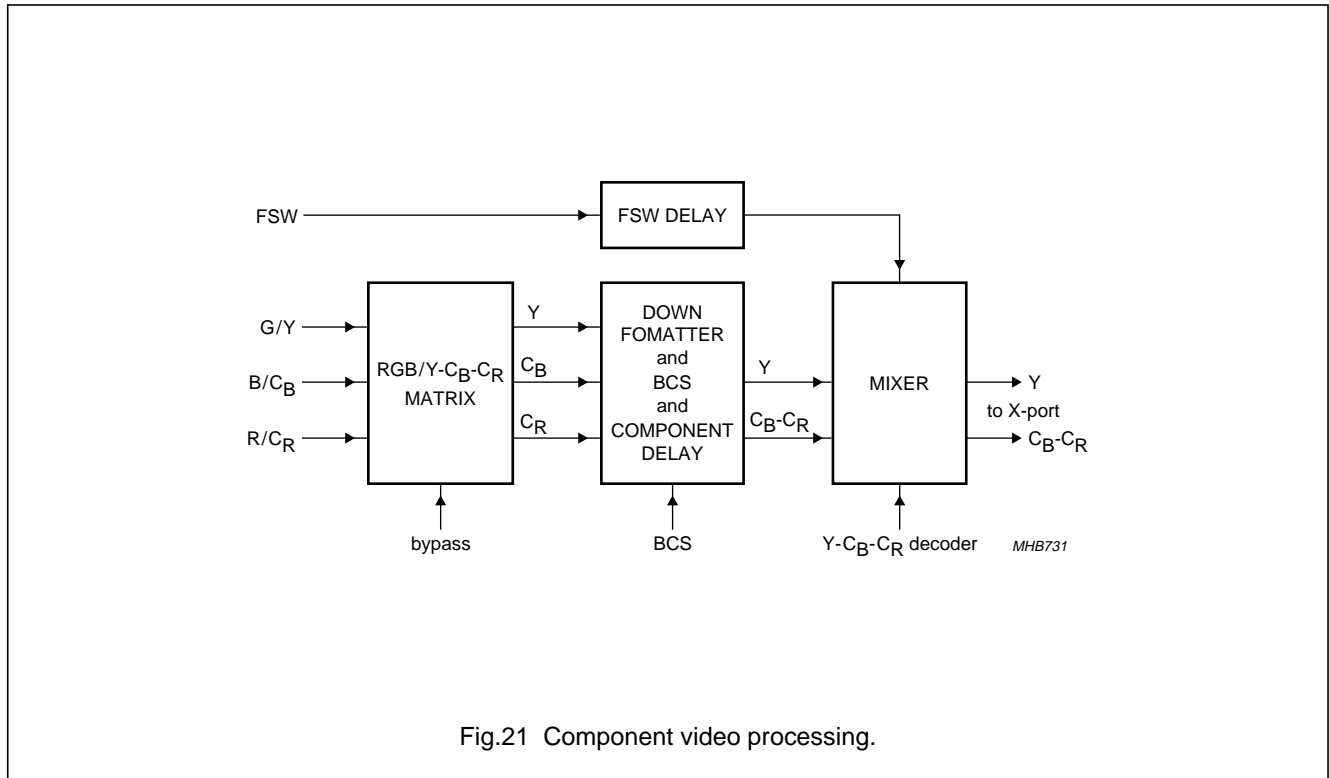 FSW
FSW DELAY
G/Y
B/CB
R/CR
RGB/Y-CB-CR
MATRIX
bypass
Y
CB
CR
DOWN
FOMATTER
and
BCS
and
COMPONENT
DELAY
BCS
Y
CB-CR
MIXER
Y-CB-CR decoder
Y
to X-port
CB-CR
MHB731
Fig.21 Component video processing.